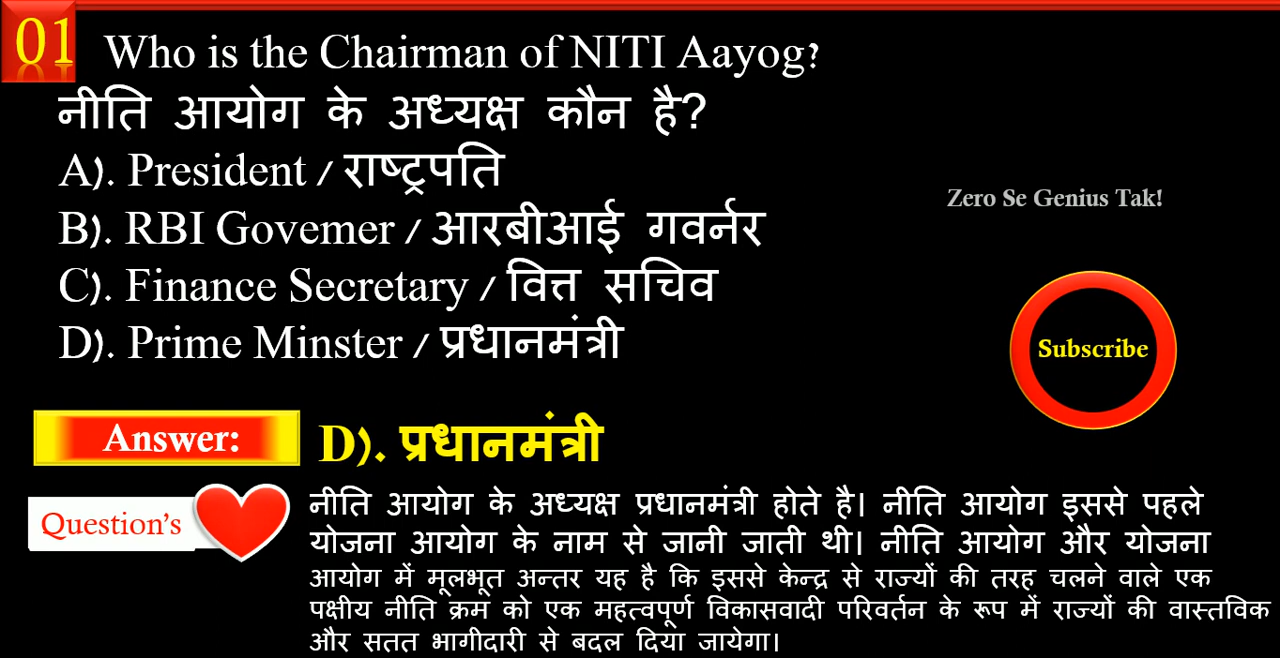 01
Who is the Chairman of NITI Aayog?
नीति आयोग के अध्यक्ष कौन है?
A). President / राष्ट्रपति
B). RBI Govemer / आरबीआई गवर्नर
C). Finance Secretary / वित्त सचिव
D). Prime Minster / प्रधानमंत्री
Zero Se Genius Tak!
Subscribe
Answer:
D). प्रधानमंत्री
Question's
नीति आयोग के अध्यक्ष प्रधानमंत्री होते है। नीति आयोग इससे पहले
योजना आयोग के नाम से जानी जाती थी। नीति आयोग और योजना
आयोग में मूलभूत अन्तर यह है कि इससे केन्द्र से राज्यों की तरह चलने वाले एक
पक्षीय नीति क्रम को एक महत्वपूर्ण विकासवादी परिवर्तन के रूप में राज्यों की वास्तविक
और सतत भागीदारी से बदल दिया जायेगा।